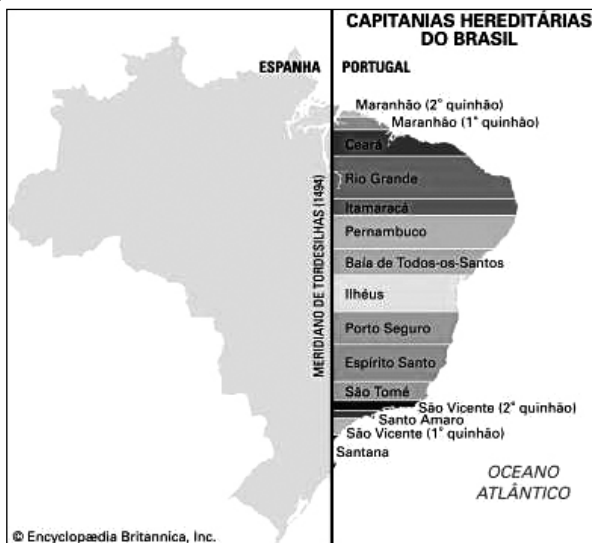 CAPITANIAS HEREDITÁRIAS
DO BRASIL
ESPANHA
PORTUGAL
Maranhão (2° quinhão)
Maranhão (1° quinhão)
Ceará
Rio Grande
Itamaracá
Pernambuco
Baía de Todos-os-Santos
Ilhéus
Porto Seguro
Espírito Santo
São Tomé
São Vicente (2° quinhão)
Santo Amaro
São Vicente (1° quinhão)
Santana
MERIDIANO DE TORDESILHAS (1494)
OCEANO
ATLÂNTICO
© Encyclopædia Britannica, Inc.